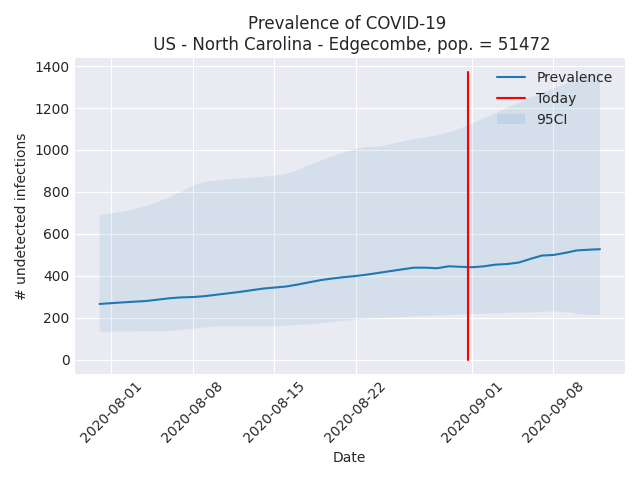 Prevalence of COVID-19
US - North Carolina - Edgecombe, pop. = 51472
1400
1200
1000
800
600
400
200
0
# undetected infections
Prevalence
Today
95CI
2020-08-01
2020-08-08
2020-08-15
2020-08-22
2020-09-01
2020-09-08
Date